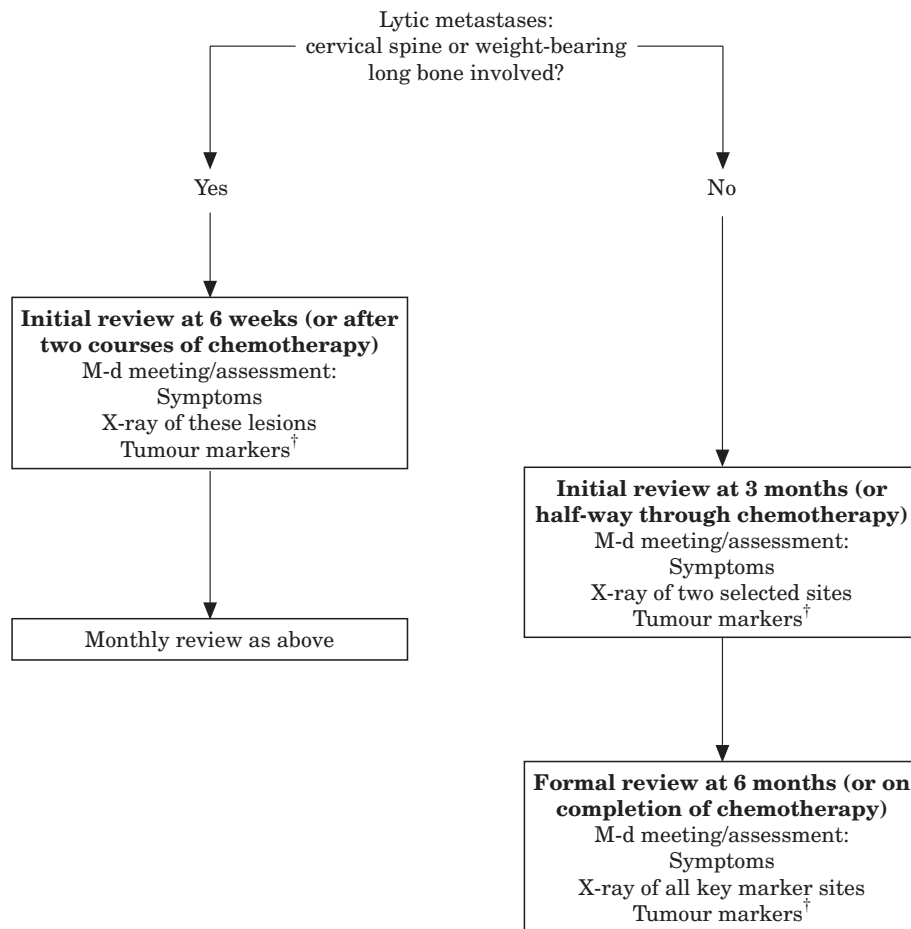 Lytic metastases:
cervical spine or weight-bearing
long bone involved?
Yes
No
Initial review at 6 weeks (or after
two courses of chemotherapy)
M-d meeting/assessment:
Symptoms
X-ray of these lesions
Tumour markers†
Monthly review as above
Initial review at 3 months (or
half-way through chemotherapy)
M-d meeting/assessment:
Symptoms
X-ray of two selected sites
Tumour markers†
Formal review at 6 months (or on
completion of chemotherapy)
M-d meeting/assessment:
Symptoms
X-ray of all key marker sites
Tumour markers†